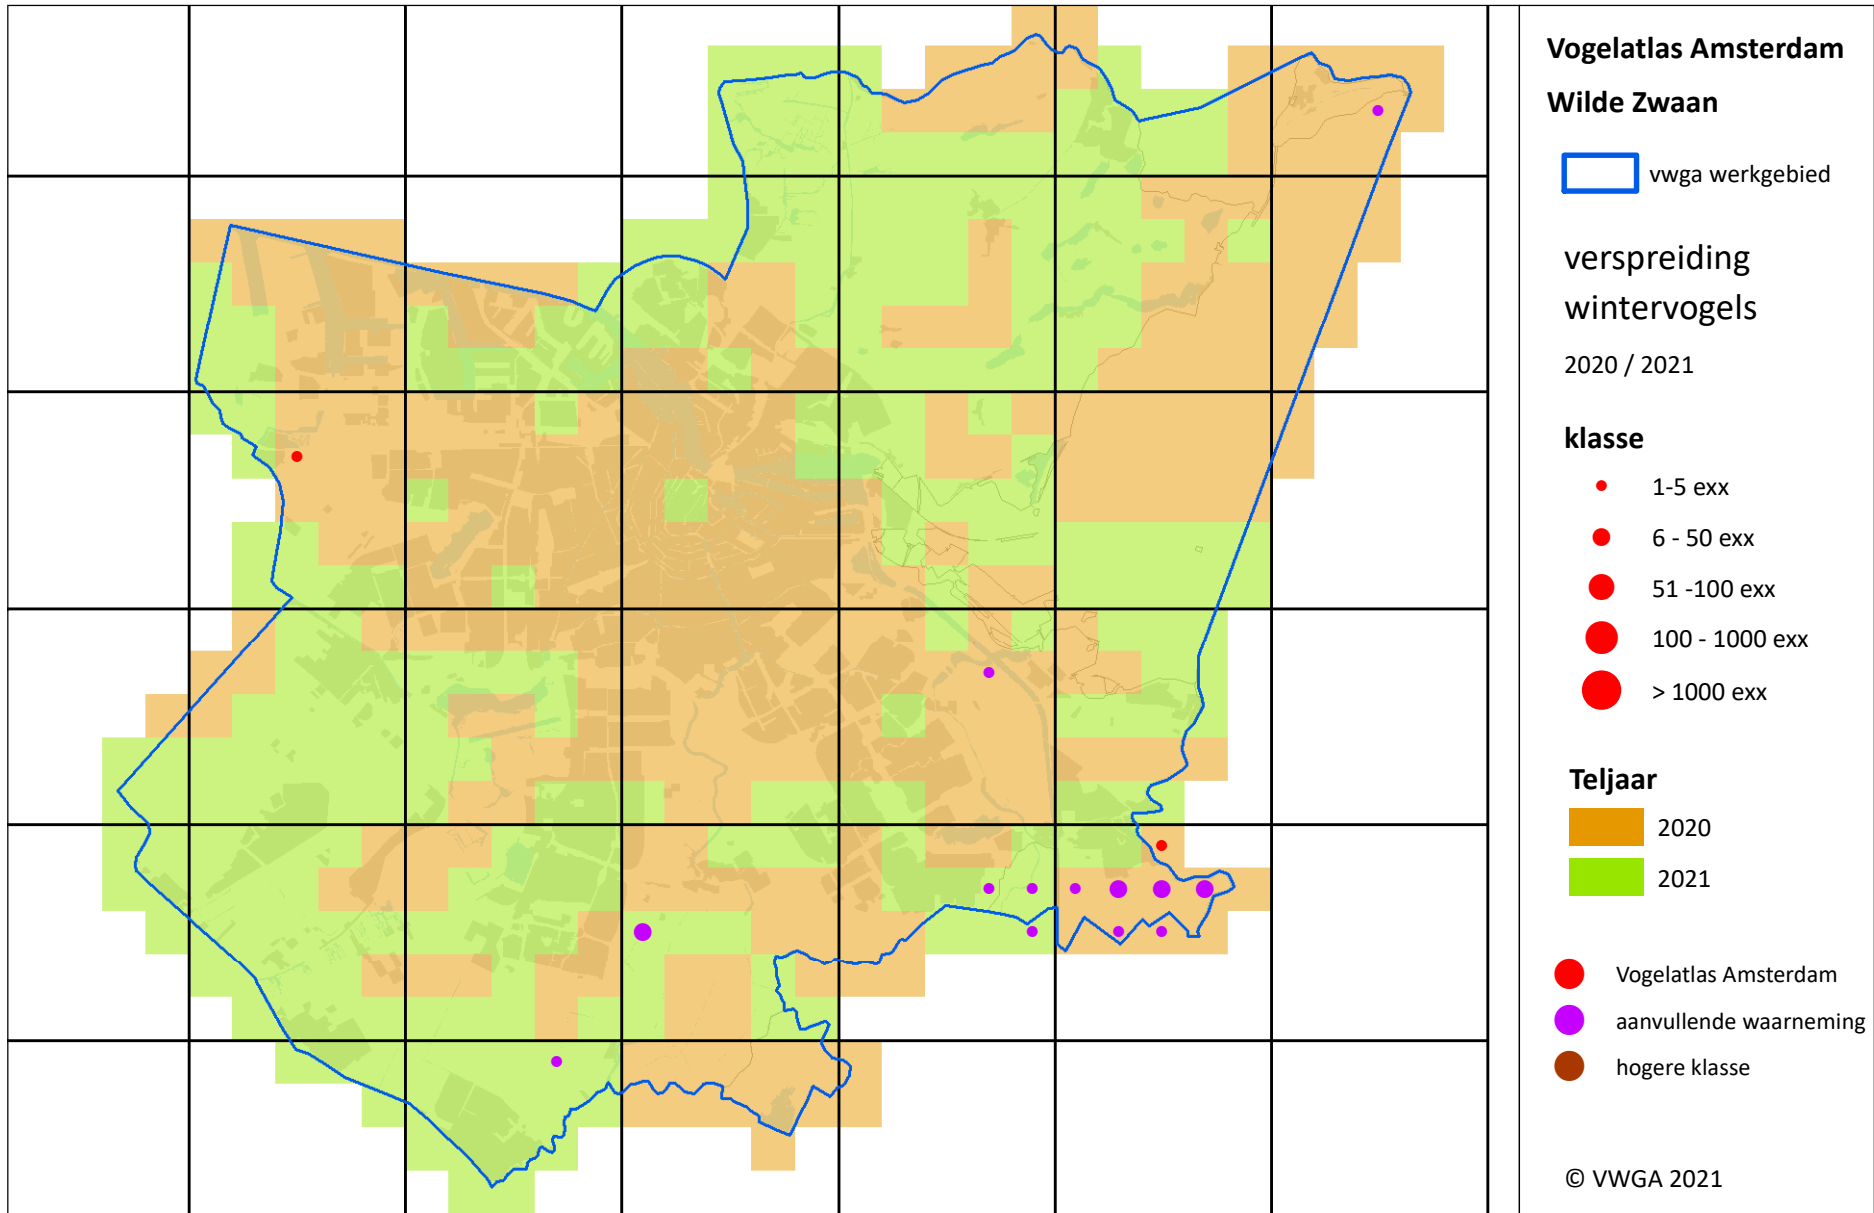 Vogelatlas Amsterdam
Wilde Zwaan
vwga werkgebied
verspreiding
wintervogels
2020 / 2021
klasse
1-5 exx
6 - 50 exx
51 -100 exx
100 - 1000 exx
> 1000 exx
Teljaar
2020
2021
Vogelatlas Amsterdam
aanvullende waarneming
hogere klasse
© VWGA 2021